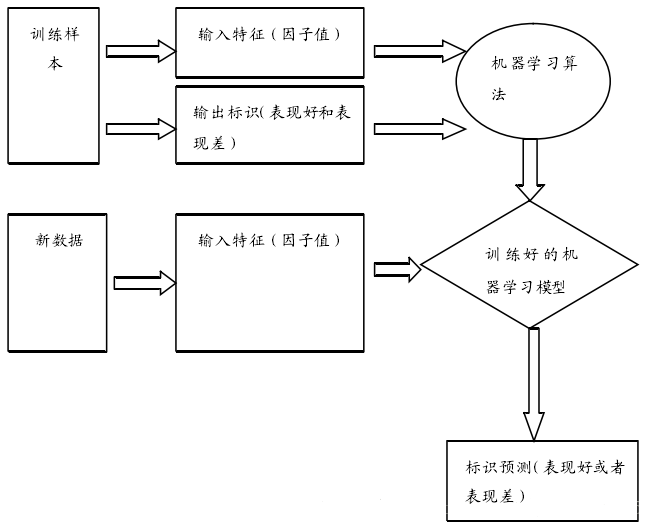 训练样
本
输入特征（因子值）
输出标识（表现好和表
现差）
机器学习算
法
新数据
输入特征（因子值）
训练好的机
器学习模型
标识预测（表现好或者
表现差）